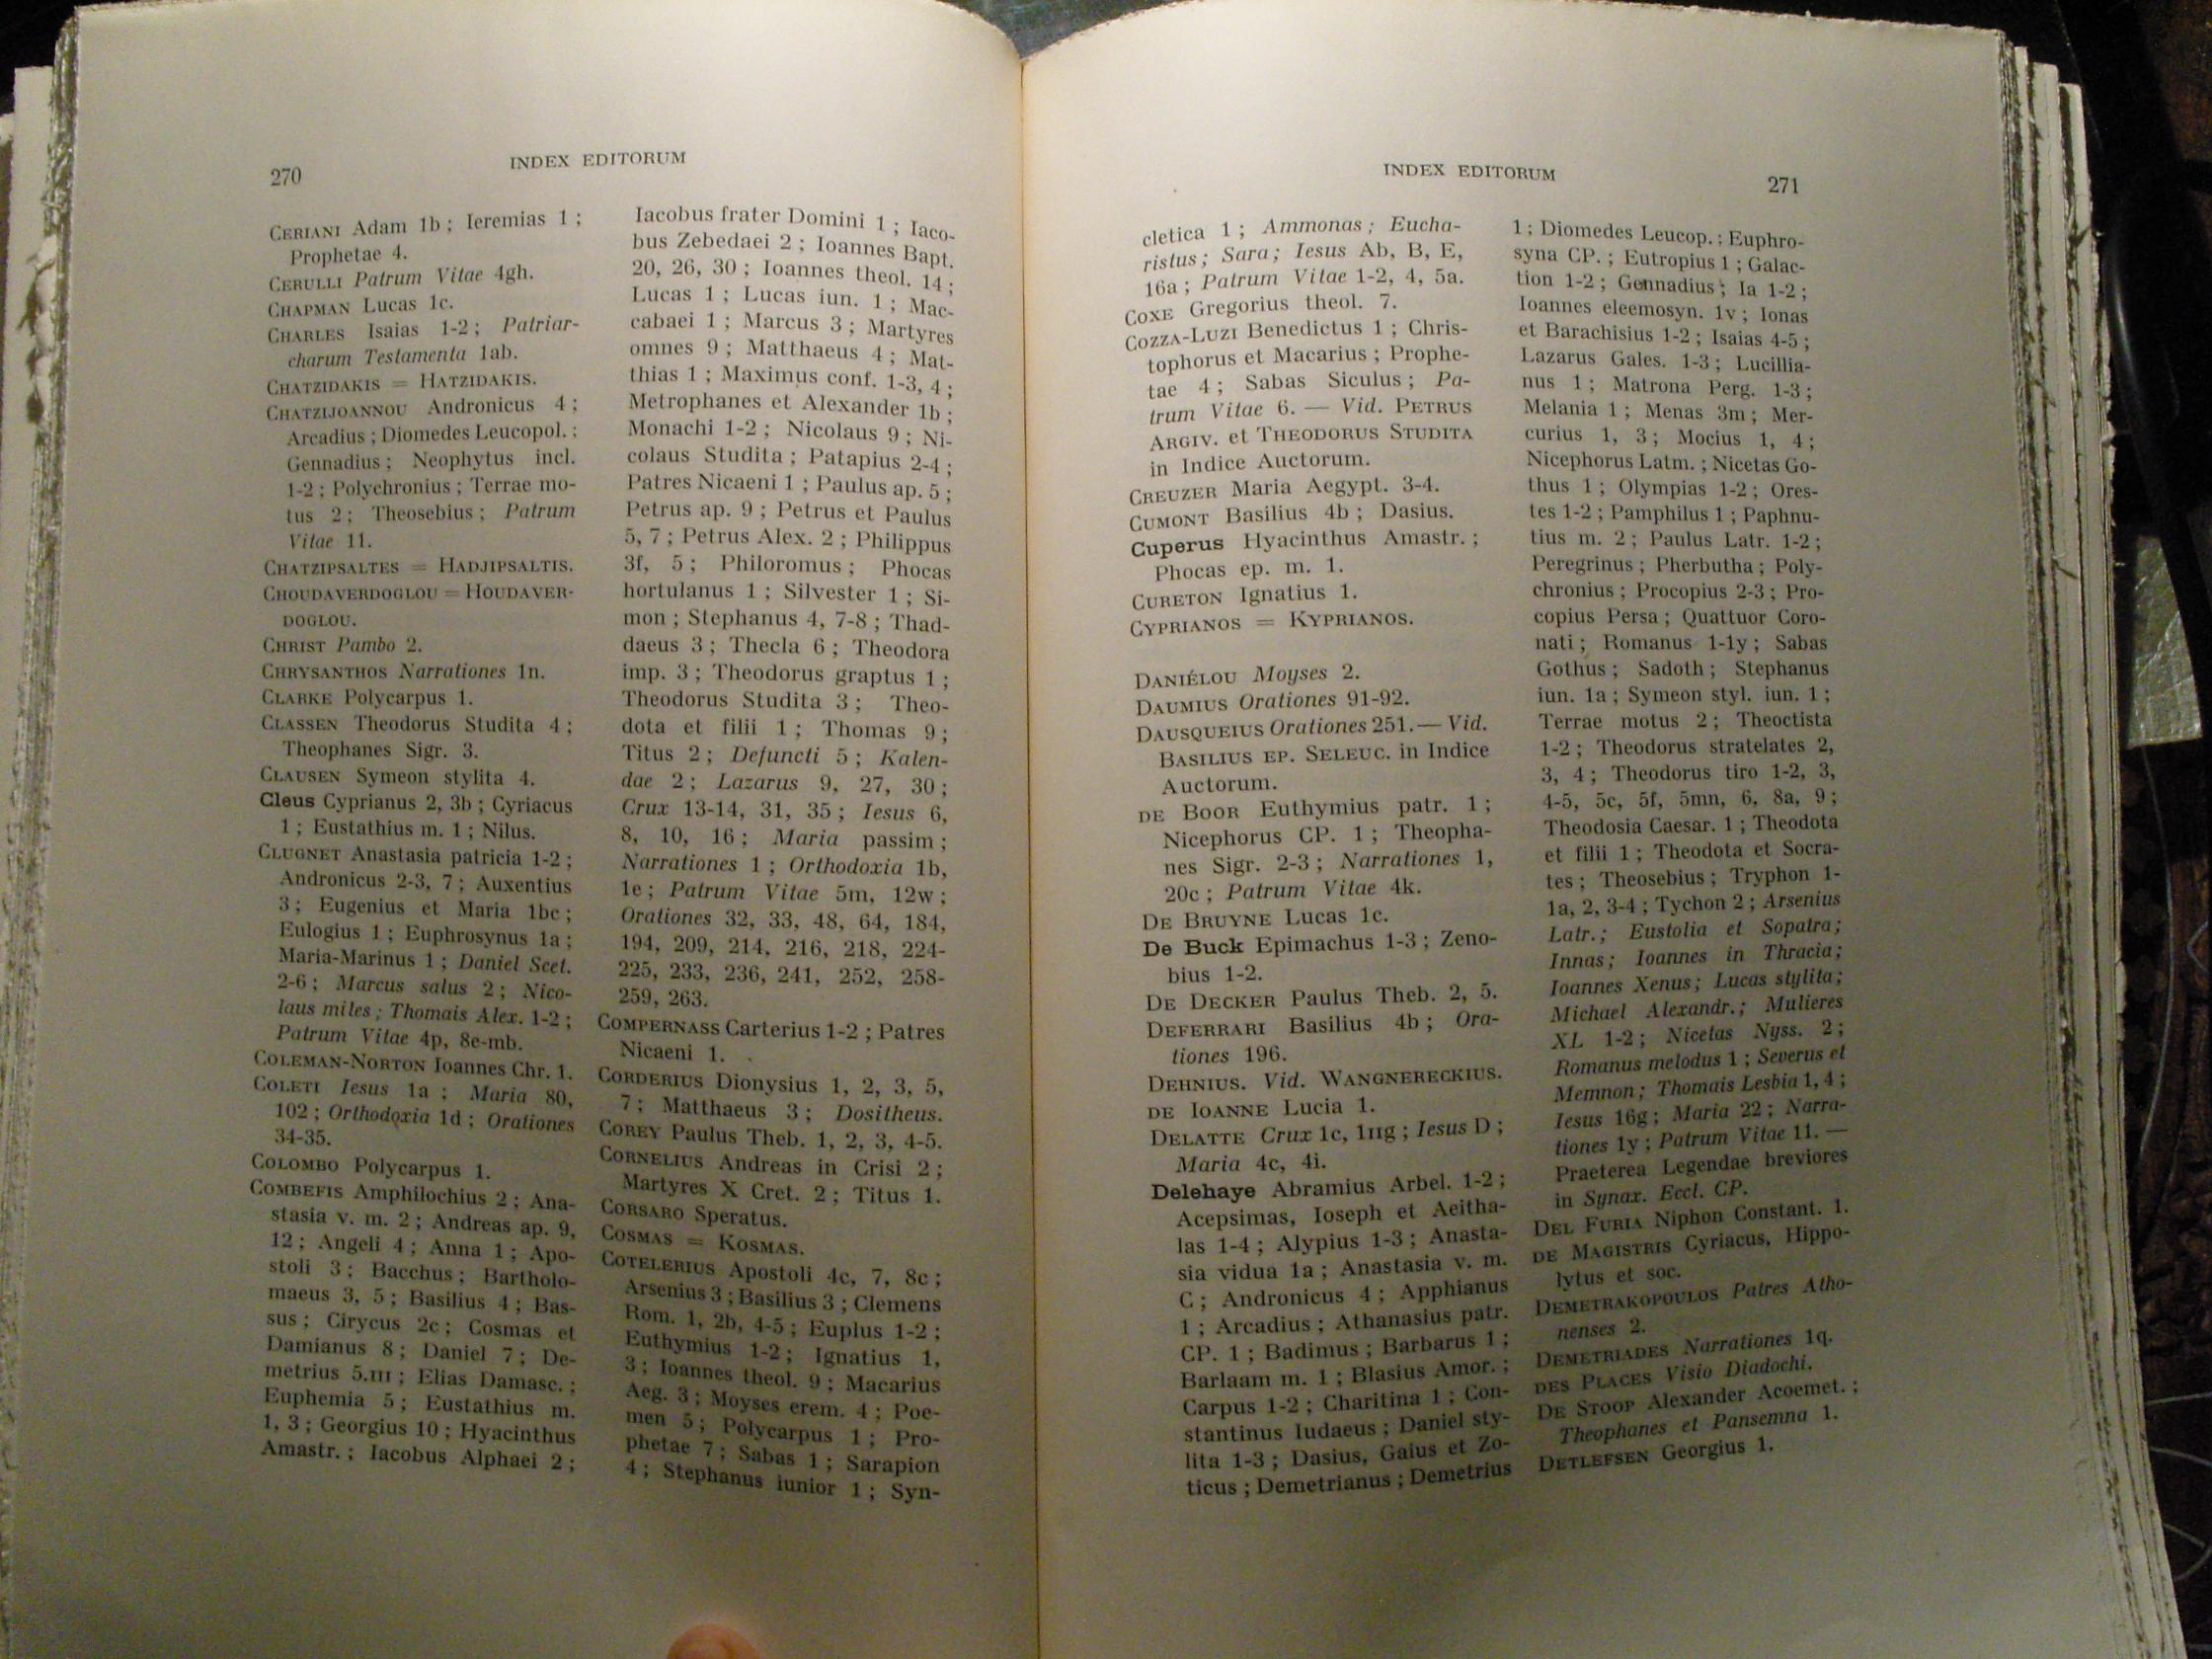 270
INDEX EDITORUM
CERIANI Adam 1b ; Ieremias 1 ;
Prophetae 4.
CERULLI Patrum Vitae 4gh.
CHAPMAN Lucas 1c.
CHARLES Isaias 1-2 ; Patriar-
charum Testamenta 1ab.
CHATZIDAKIS = HATZIDAKIS.
CHATZIJOANNOU Andronicus 4 ;
Arcadius ; Diomedes Leucopol. ;
Gennadius ; Neophytus incl.
1-2 ; Polychronius ; Terrae mo-
tus 2 ; Theosebius ; Patrum
Vitae 11.
CHATZIPSALTES = HADJIPSALTIS.
CHOUDAVERDOGLOU = HOUDAVER-
DOGLOU.
CHRIST Pambo 2.
CHRYSANTHOS Narrationes 1n.
CLARKE Polycarpus 1.
CLASSEN Theodorus Studita 4 ;
Theophanes Sigr. 3.
CLAUSEN Symeon stylita 4.
Cleus Cyprianus 2, 3b ; Cyriacus
1 ; Eustathius m. 1 ; Nilus.
CLUGNET Anastasia patricia 1-2 ;
Andronicus 2-3, 7 ; Auxentius
3 ; Eugenius et Maria 1bc ;
Eulogius 1 ; Euphrosynus 1a ;
Maria-Marinus 1 ; Daniel Scet.
2-6 ; Marcus salus 2 ; Nico-
laus miles ; Thomais Alex. 1-2 ;
Patrum Vitae 4p, 8e-mb.
COLEMAN-NORTON Ioannes Chr. 1.
COLETI Iesus 1a ; Maria 80,
102 ; Orthodoxia 1d ; Orationes
34-35.
COLOMBO Polycarpus 1.
COMBEFIS Amphilochius 2 ; Ana-
stasia v. m. 2 ; Andreas ap. 9,
12 ; Angeli 4 ; Anna 1 ; Apo-
stoli 3 ; Bacchus ; Bartholo-
maeus 3, 5 ; Basilius 4 ; Bas-
sus ; Cirycus 2c ; Cosmas et
Damianus 8 ; Daniel 7 ; De-
metrius 5.III ; Elias Damasc. ;
Euphemia 5 ; Eustathius m.
1, 3 ; Georgius 10 ; Hyacinthus
Amastr. ; Iacobus Alphaei 2 ;
Iacobus frater Domini 1 ; Iaco-
bus Zebedaei 2 ; Ioannes Bapt.
20, 26, 30 ; Ioannes theol. 14 ;
Lucas 1 ; Lucas iun. 1 ; Mac-
cabaei 1 ; Marcus 3 ; Martyres
omnes 9 ; Matthaeus 4 ; Mat-
thias 1 ; Maximus conf. 1-3, 4 ;
Metrophanes et Alexander 1b ;
Monachi 1-2 ; Nicolaus 9 ; Ni-
colaus Studita ; Patapius 2-4 ;
Patres Nicaeni 1 ; Paulus ap. 5 ;
Petrus ap. 9 ; Petrus et Paulus
5, 7 ; Petrus Alex. 2 ; Philippus
3f, 5 ; Philoromus ; Phocas
hortulanus 1 ; Silvester 1 ; Si-
mon ; Stephanus 4, 7-8 ; Thad-
daeus 3 ; Thecla 6 ; Theodora
imp. 3 ; Theodorus graptus 1 ;
Theodorus Studita 3 ; Theo-
dota et filii 1 ; Thomas 9 ;
Titus 2 ; Defuncti 5 ; Kalen-
dae 2 ; Lazarus 9, 27, 30 ;
Crux 13-14, 31, 35 ; Iesus 6,
8, 10, 16 ; Maria passim ;
Narrationes 1 ; Orthodoxia 1b,
1e ; Patrum Vitae 5m, 12w ;
Orationes 32, 33, 48, 64, 184,
194, 209, 214, 216, 218, 224-
225, 233, 236, 241, 252, 258-
259, 263.
COMPERNASS Carterius 1-2 ; Patres
Nicaeni 1.
CORDERIUS Dionysius 1, 2, 3, 5,
7 ; Matthaeus 3 ; Dositheus.
COREY Paulus Theb. 1, 2, 3, 4-5.
CORNELIUS Andreas in Crisi 2 ;
Martyres X Cret. 2 ; Titus 1.
CORSARO Speratus.
COSMAS = KOSMAS.
COTELERIUS Apostoli 4c, 7, 8c ;
Arsenius 3 ; Basilius 3 ; Clemens
Rom. 1, 2b, 4-5 ; Euplus 1-2 ;
Euthymius 1-2 ; Ignatius 1,
3 ; Ioannes theol. 9 ; Macarius
Aeg. 3 ; Moyses erem. 4 ; Poe-
men 5 ; Polycarpus 1 ; Pro-
phetae 7 ; Sabas 1 ; Sarapion
4 ; Stephanus iunior 1 ; Syn-
INDEX EDITORUM
271
cletica 1 ; Ammonas ; Eucha-
ristus ; Sara ; Iesus Ab, B, E,
16a ; Patrum Vitae 1-2, 4, 5a.
COXE Gregorius theol. 7.
COZZA-LUZI Benedictus 1 ; Chris-
tophorus et Macarius ; Prophe-
tae 4 ; Sabas Siculus ; Pa-
trum Vitae 6. — Vid. PETRUS
ARGIV. et THEODORUS STUDITA
in Indice Auctorum.
CREUZER Maria Aegypt. 3-4.
CUMONT Basilius 4b ; Dasius.
Cuperus Hyacinthus Amastr. ;
Phocas ep. m. 1.
CURETON Ignatius 1.
CYPRIANOS = KYPRIANOS.
DANIÉLOU Moyses 2.
DAUMIUS Orationes 91-92.
DAUSQUEIUS Orationes 251. — Vid.
BASILIUS EP. SELEUC. in Indice
Auctorum.
DE BOOR Euthymius patr. 1 ;
Nicephorus CP. 1 ; Theopha-
nes Sigr. 2-3 ; Narrationes 1,
20c ; Patrum Vitae 4k.
DE BRUYNE Lucas 1c.
De Buck Epimachus 1-3 ; Zeno-
bius 1-2.
DE DECKER Paulus Theb. 2, 5.
DEFERRARI Basilius 4b ; Ora-
tiones 196.
DEHNIUS. Vid. WANGNERECKIUS.
DE IOANNE Lucia 1.
DELATTE Crux 1c, 1IIg ; Iesus D ;
Maria 4c, 4i.
Delehaye Abramius Arbel. 1-2 ;
Acepsimas, Ioseph et Aeitha-
las 1-4 ; Alypius 1-3 ; Anasta-
sia vidua 1a ; Anastasia v. m.
C ; Andronicus 4 ; Apphianus
1 ; Arcadius ; Athanasius patr.
CP. 1 ; Badimus ; Barbarus 1 ;
Barlaam m. 1 ; Blasius Amor. ;
Carpus 1-2 ; Charitina 1 ; Con-
stantinus Iudaeus ; Daniel sty-
lita 1-3 ; Dasius, Gaius et Zo-
ticus ; Demetrianus ; Demetrius
1 ; Diomedes Leucop. ; Euphro-
syna CP. ; Eutropius 1 ; Galac-
tion 1-2 ; Gennadius ; Ia 1-2 ;
Ioannes eleemosyn. 1v ; Ionas
et Barachisius 1-2 ; Isaias 4-5 ;
Lazarus Gales. 1-3 ; Lucillia-
nus 1 ; Matrona Perg. 1-3 ;
Melania 1 ; Menas 3m ; Mer-
curius 1, 3 ; Mocius 1, 4 ;
Nicephorus Latm. ; Nicetas Go-
thus 1 ; Olympias 1-2 ; Ores-
tes 1-2 ; Pamphilus 1 ; Paphnu-
tius m. 2 ; Paulus Latr. 1-2 ;
Peregrinus ; Pherbutha ; Poly-
chronius ; Procopius 2-3 ; Pro-
copius Persa ; Quattuor Coro-
nati ; Romanus 1-1y ; Sabas
Gothus ; Sadoth ; Stephanus
iun. 1a ; Symeon styl. iun. 1 ;
Terrae motus 2 ; Theoctista
1-2 ; Theodorus stratelates 2,
3, 4 ; Theodorus tiro 1-2, 3,
4-5, 5c, 5f, 5mn, 6, 8a, 9 ;
Theodosia Caesar. 1 ; Theodota
et filii 1 ; Theodota et Socra-
tes ; Theosebius ; Tryphon 1-
1a, 2, 3-4 ; Tychon 2 ; Arsenius
Latr. ; Eustolia et Sopatra ;
Innas ; Ioannes in Thracia ;
Ioannes Xenus ; Lucas stylita ;
Michael Alexandr. ; Mulieres
XL 1-2 ; Nicetas Nyss. 2 ;
Romanus melodus 1 ; Severus et
Memnon ; Thomais Lesbia 1, 4 ;
Iesus 16g ; Maria 22 ; Narra-
tiones 1y ; Patrum Vitae 11. —
Praeterea Legendae breviores
in Synax. Eccl. CP.
DEL FURIA Niphon Constant. 1.
DE MAGISTRIS Cyriacus, Hippo-
lytus et soc.
DEMETRAKOPOULOS Patres Atho-
nenses 2.
DEMETRIADES Narrationes 1q.
DES PLACES Visio Diadochi.
DE STOOP Alexander Acoemet. ;
Theophanes et Pansemna 1.
DETLEFSEN Georgius 1.